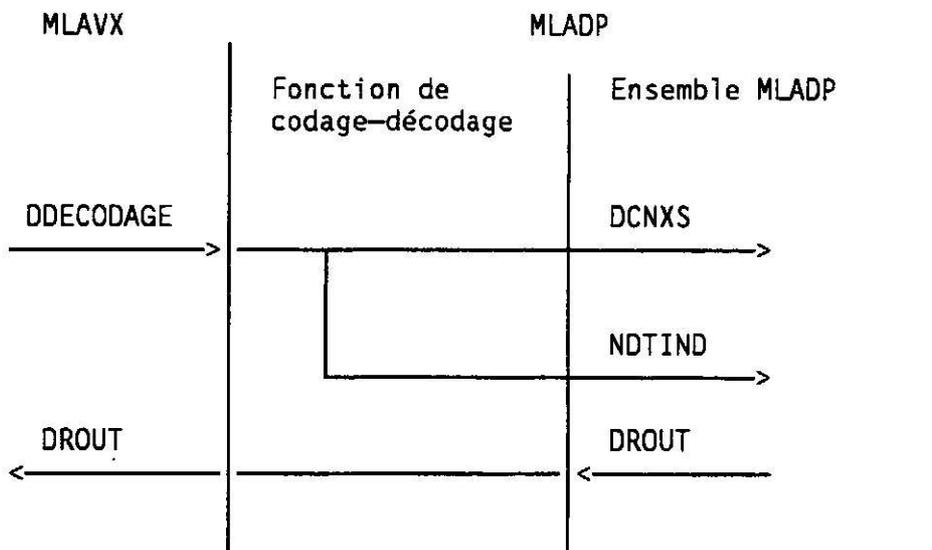 MLAVX
MLADP
Fonction de
codage—décodage
Ensemble MLADP
DDECODAGE
DCNXS
NDTIND
DROUT
DROUT